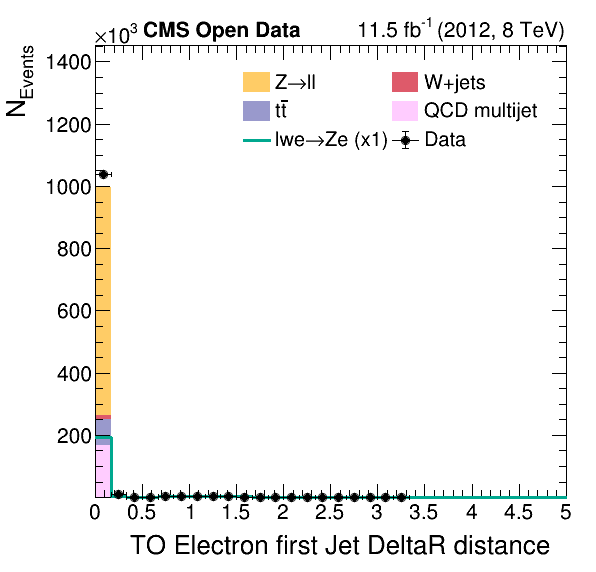 ×10³ CMS Open Data 11.5 fb⁻¹ (2012, 8 TeV)
N_Events
1400
1200
1000
800
600
400
200
Z→ll W+jets
tt̄ QCD multijet
lwe→Ze (x1) Data
0 0.5 1 1.5 2 2.5 3 3.5 4 4.5 5
TO Electron first Jet DeltaR distance